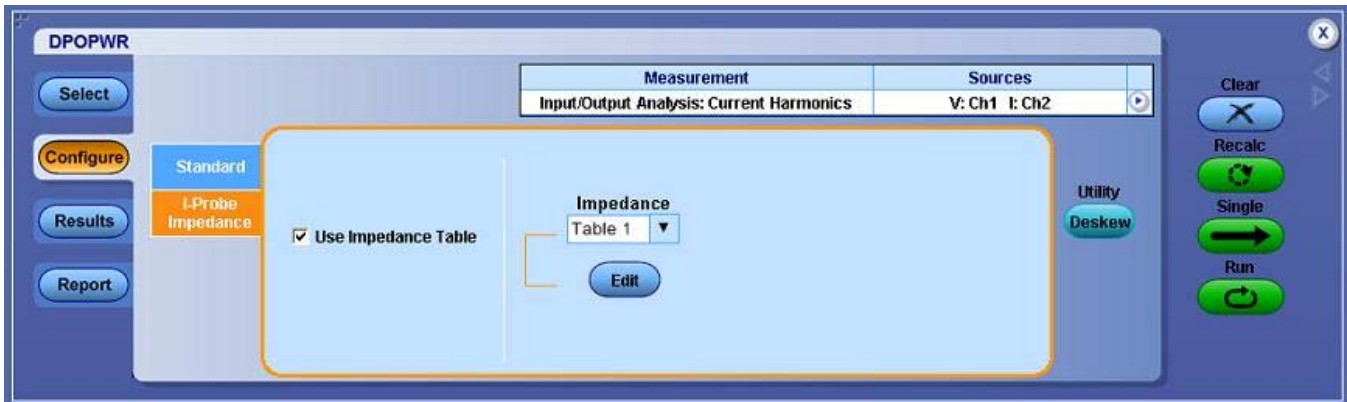 DPOPWR
Select
Configure
Results
Report
Measurement Sources
Input/Output Analysis: Current Harmonics V: Ch1 I: Ch2
Standard
I-Probe
Impedance
Use Impedance Table
Impedance
Table 1
Edit
Utility
Deskew
X
Clear
Recalc
Single
Run